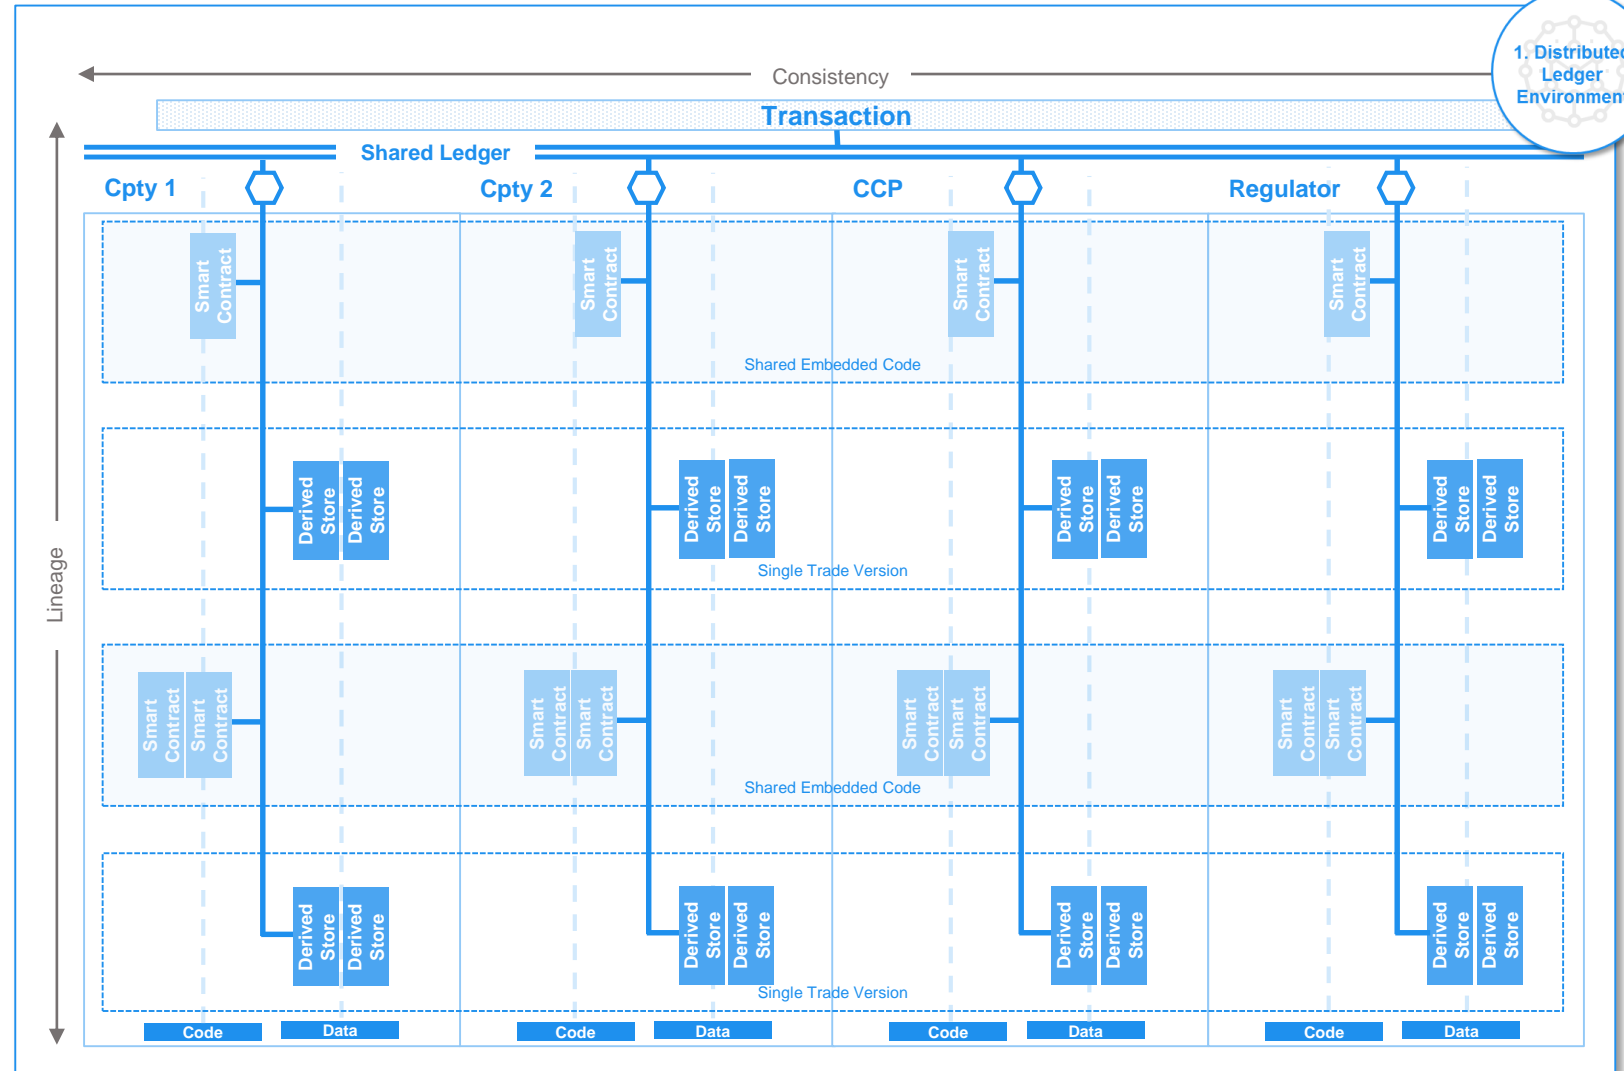 1. Distributed
Ledger
Environment
Consistency
Transaction
Shared Ledger
Cpty 1
Cpty 2
CCP
Regulator
Lineage
Smart
Contract
Smart
Contract
Smart
Contract
Smart
Contract
Shared Embedded Code
Derived
Store
Derived
Store
Derived
Store
Derived
Store
Derived
Store
Derived
Store
Derived
Store
Derived
Store
Single Trade Version
Smart
Contract
Smart
Contract
Smart
Contract
Smart
Contract
Smart
Contract
Smart
Contract
Smart
Contract
Smart
Contract
Shared Embedded Code
Derived
Store
Derived
Store
Derived
Store
Derived
Store
Derived
Store
Derived
Store
Derived
Store
Derived
Store
Single Trade Version
Code
Data
Code
Data
Code
Data
Code
Data